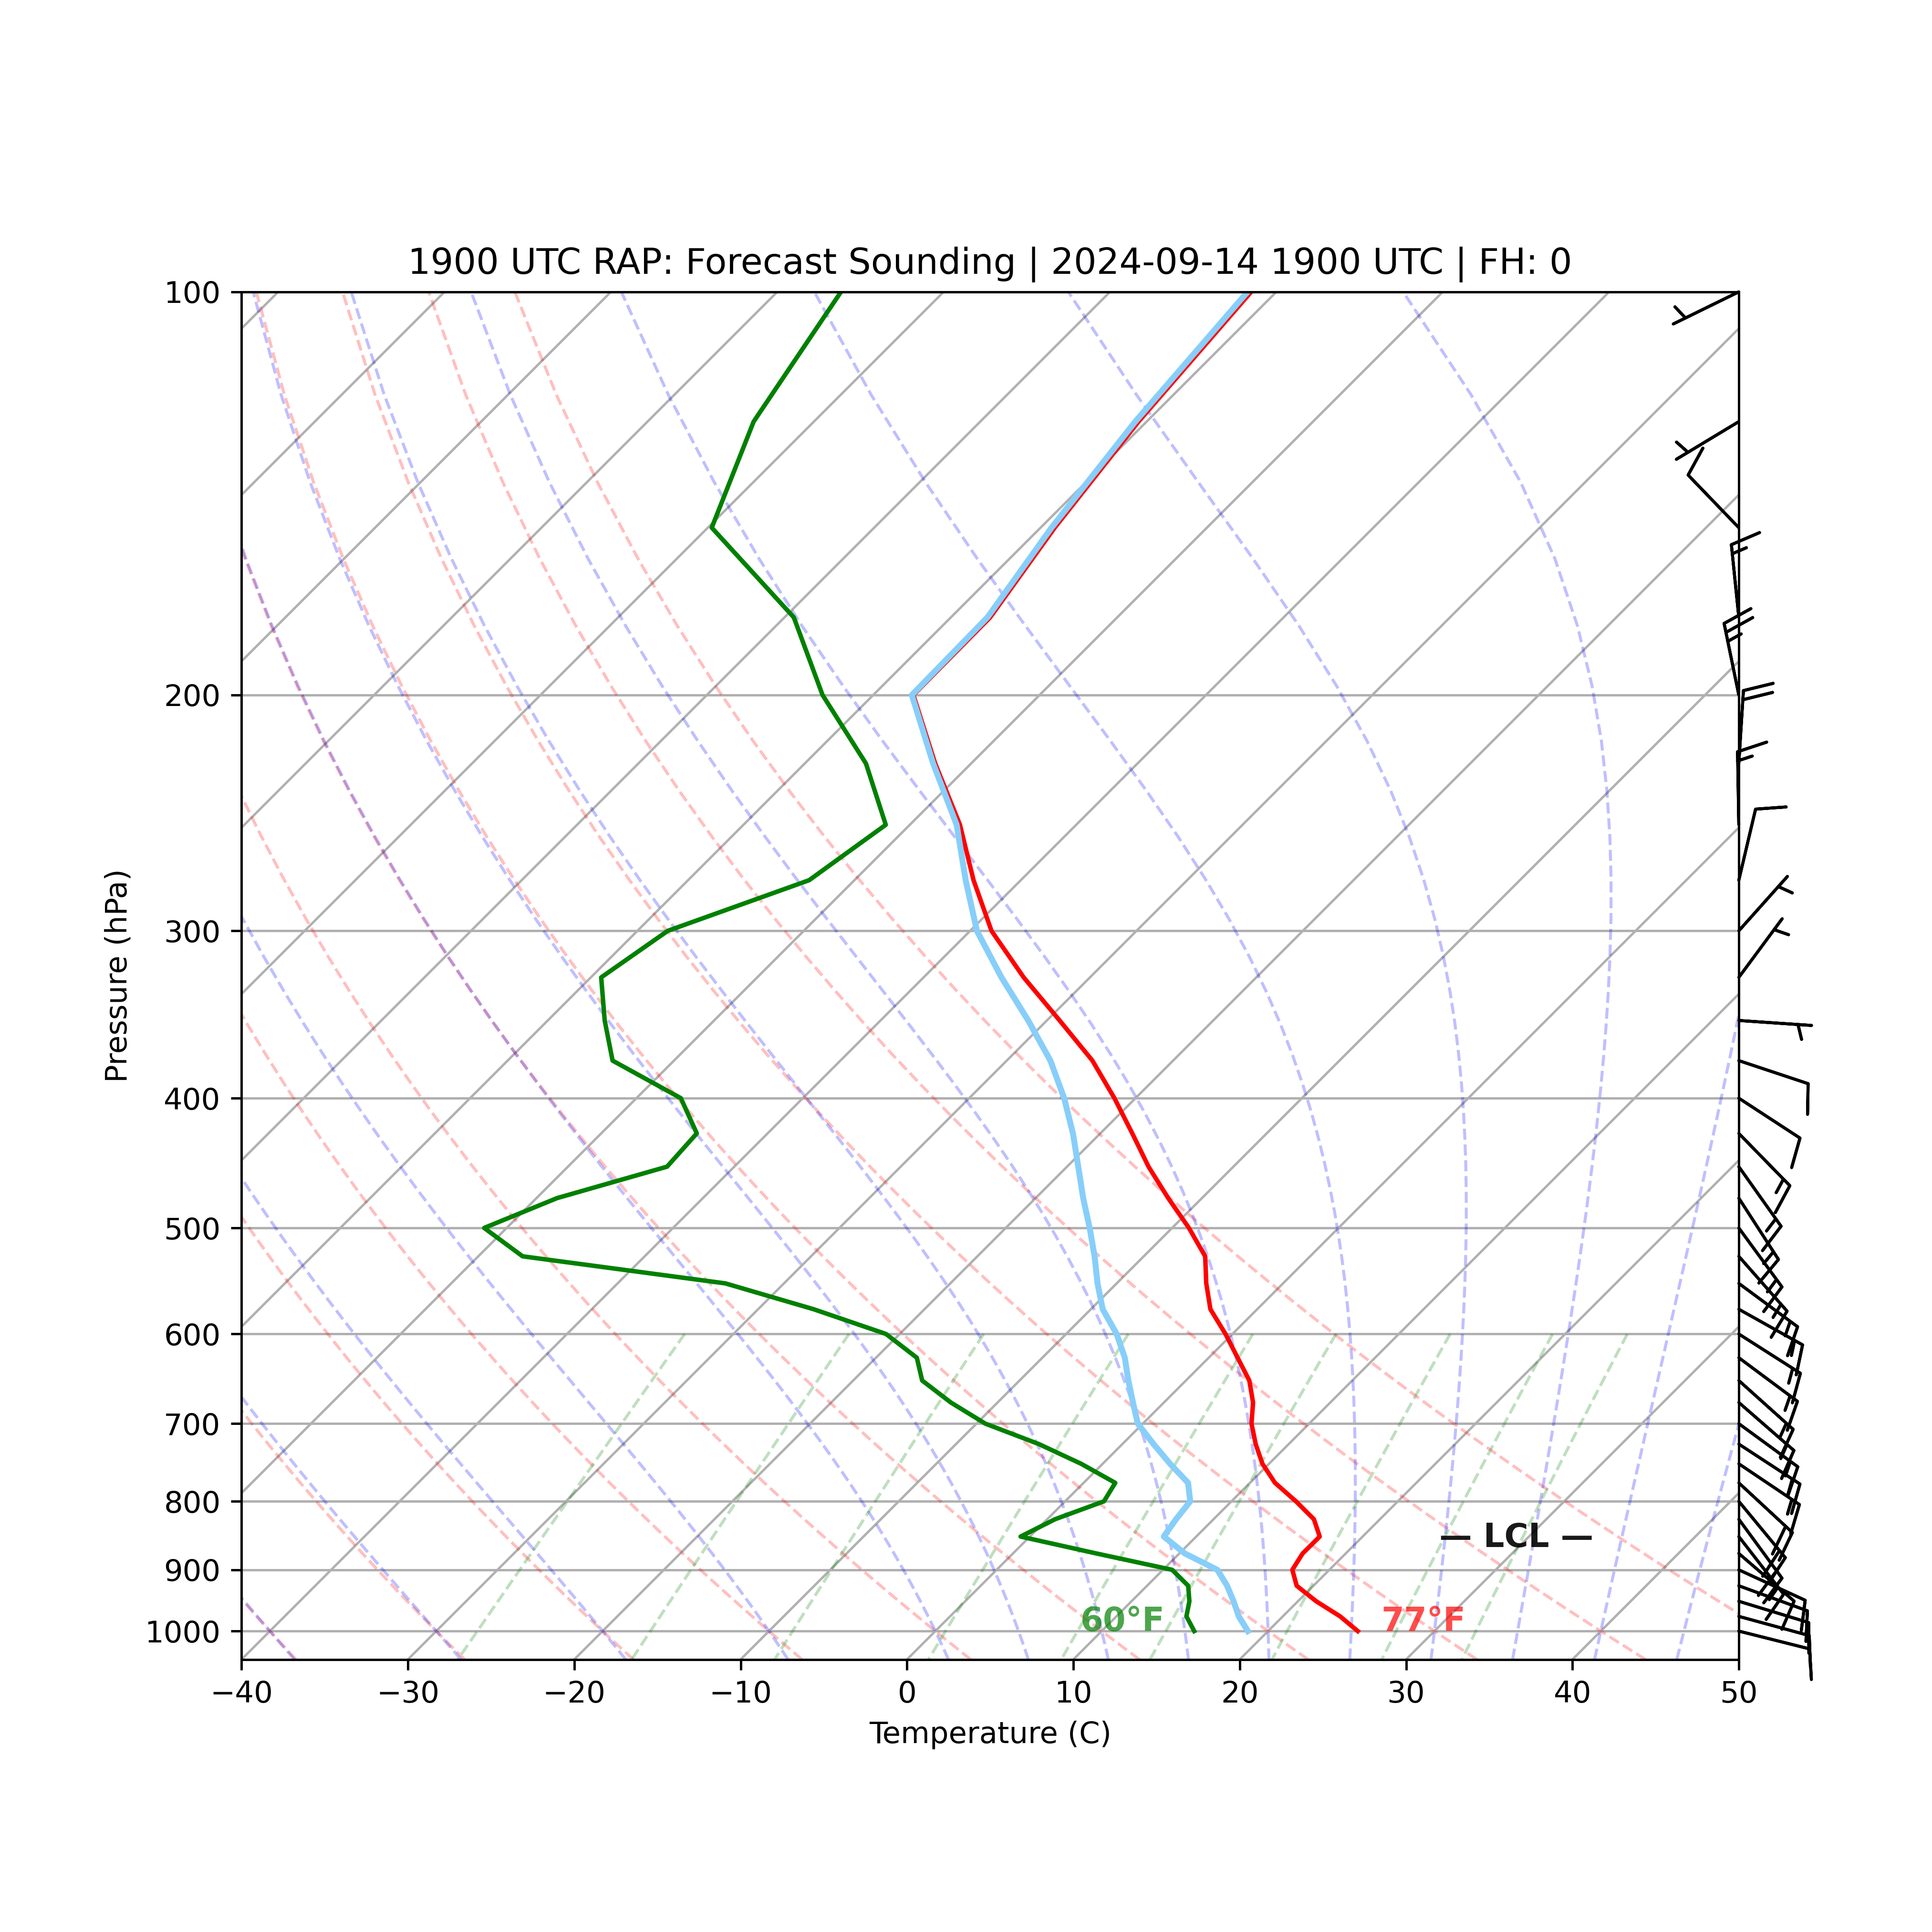 1900 UTC RAP: Forecast Sounding | 2024-09-14 1900 UTC | FH: 0
100
200
300
400
500
600
700
800
900
1000
Pressure (hPa)
— LCL —
60°F
77°F
−40 −30 −20 −10 0 10 20 30 40 50
Temperature (C)